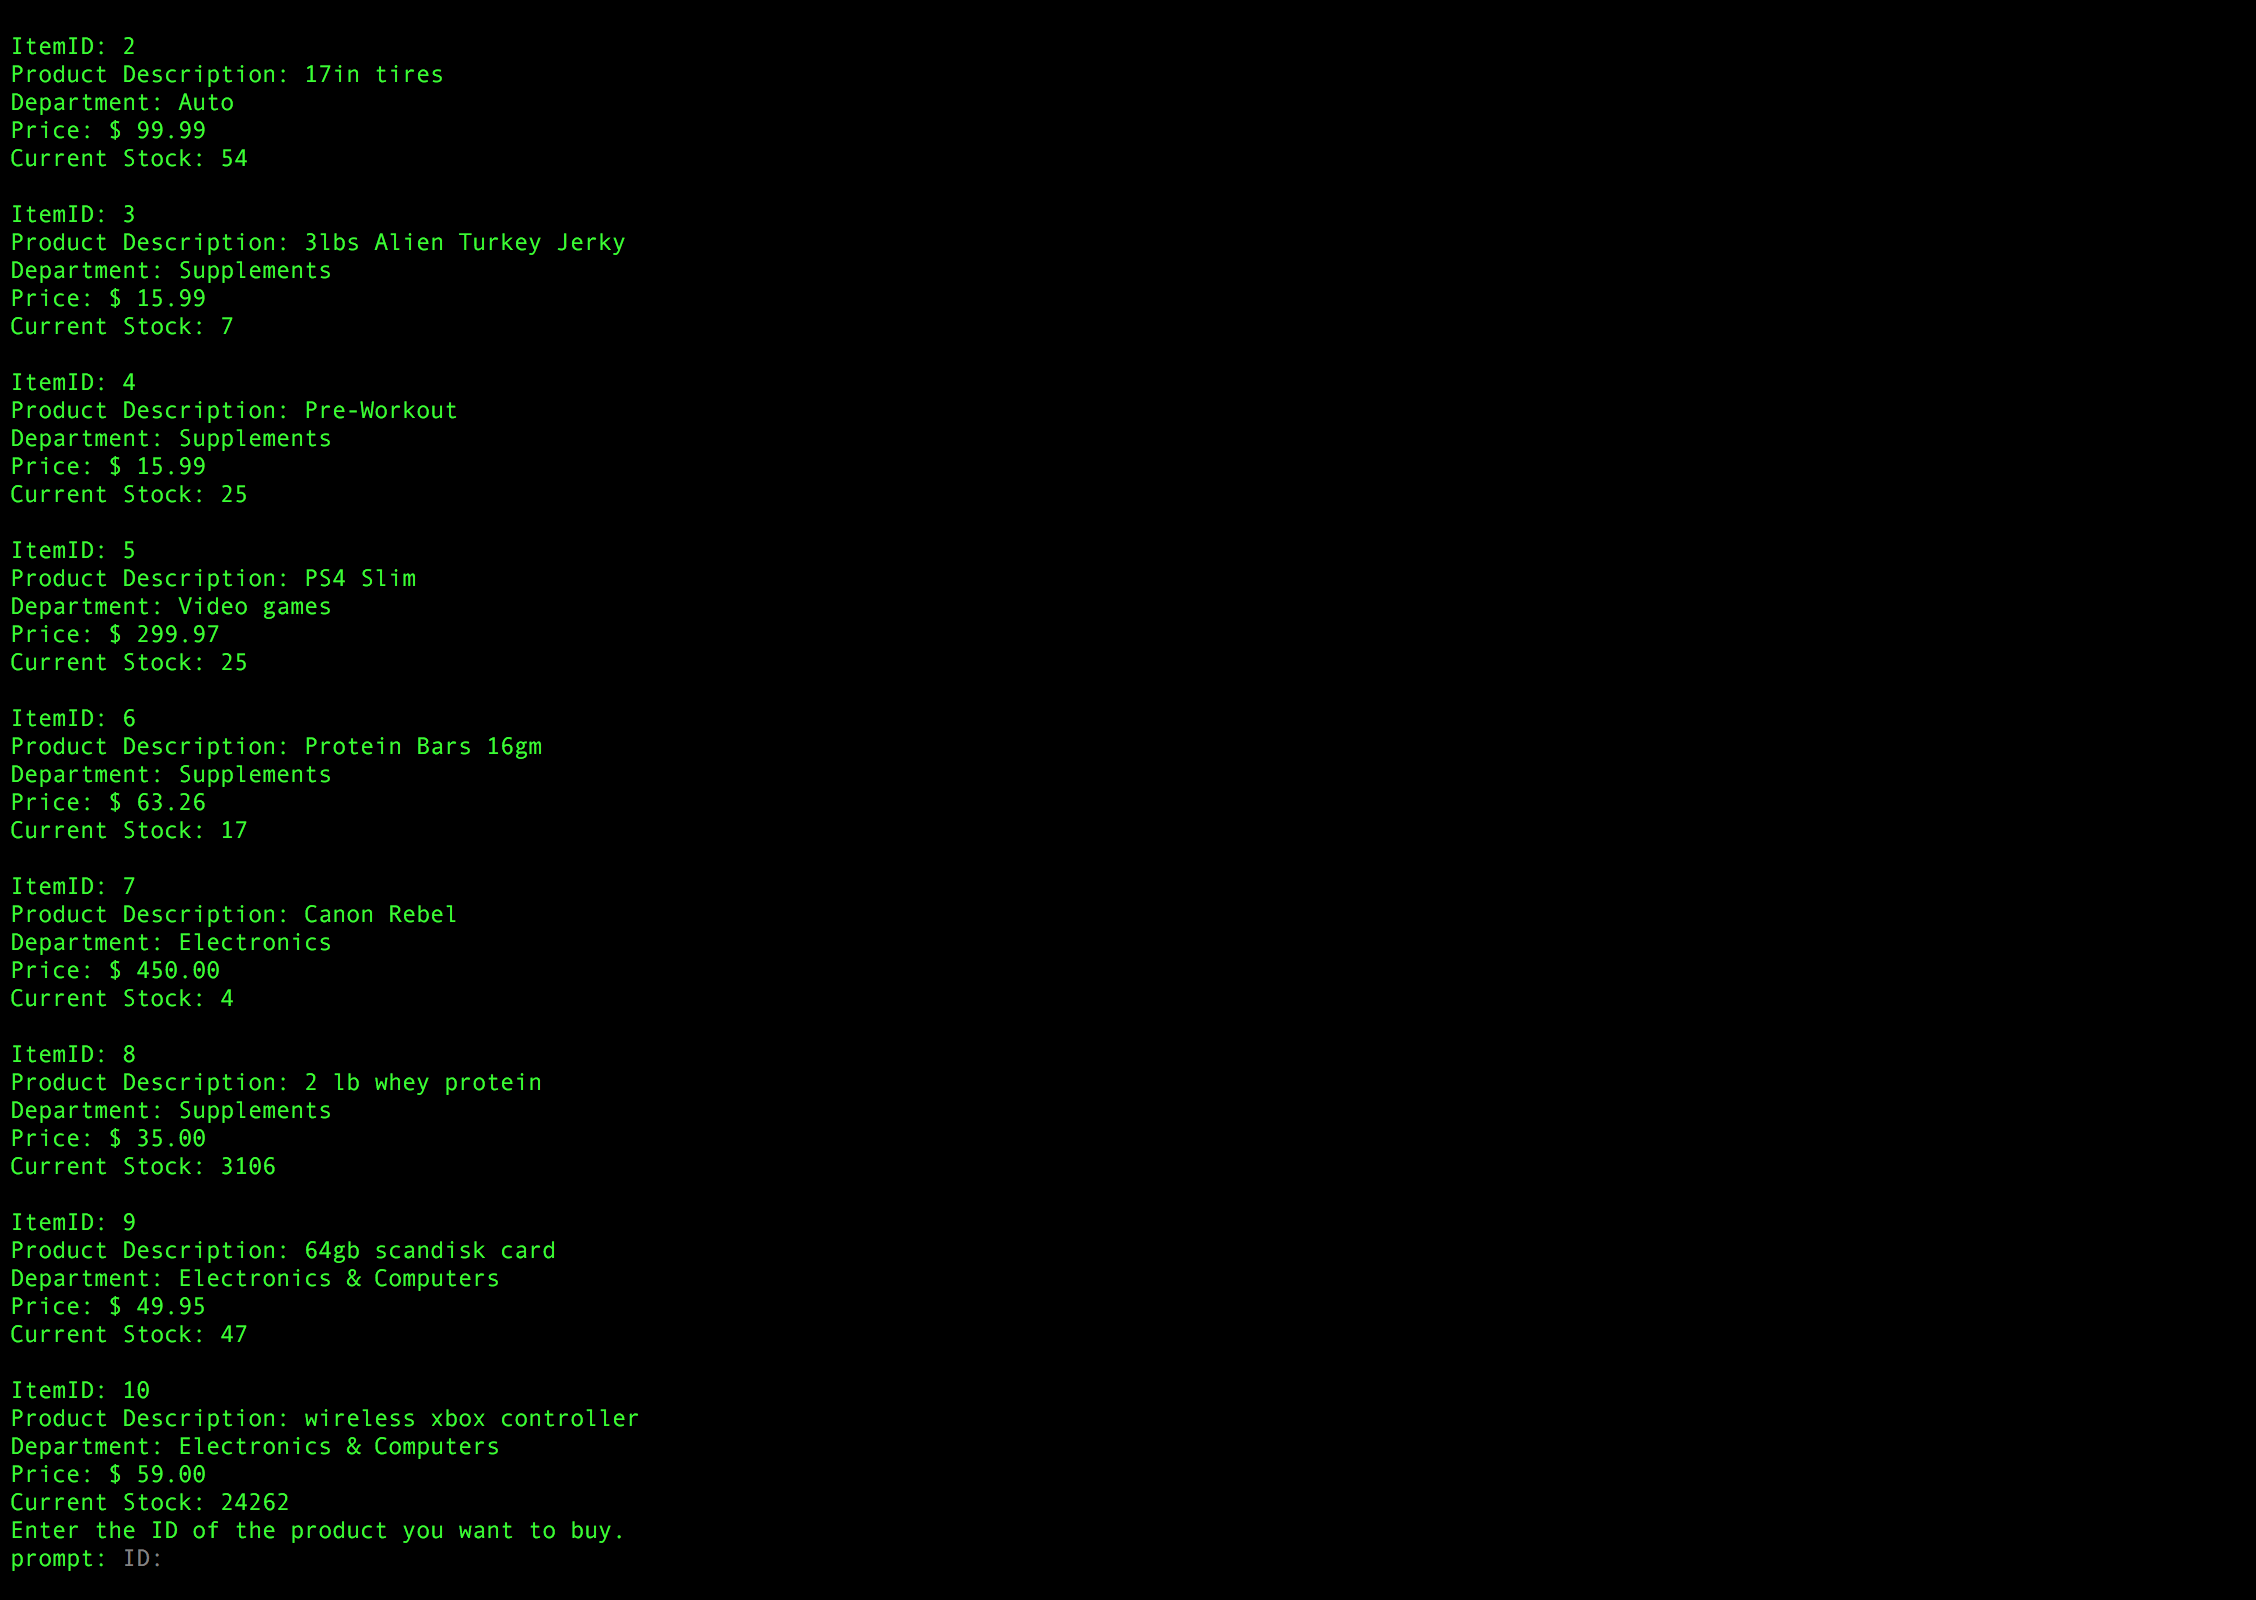 ItemID: 2
Product Description: 17in tires
Department: Auto
Price: $ 99.99
Current Stock: 54
ItemID: 3
Product Description: 3lbs Alien Turkey Jerky
Department: Supplements
Price: $ 15.99
Current Stock: 7
ItemID: 4
Product Description: Pre-Workout
Department: Supplements
Price: $ 15.99
Current Stock: 25
ItemID: 5
Product Description: PS4 Slim
Department: Video games
Price: $ 299.97
Current Stock: 25
ItemID: 6
Product Description: Protein Bars 16gm
Department: Supplements
Price: $ 63.26
Current Stock: 17
ItemID: 7
Product Description: Canon Rebel
Department: Electronics
Price: $ 450.00
Current Stock: 4
ItemID: 8
Product Description: 2 lb whey protein
Department: Supplements
Price: $ 35.00
Current Stock: 3106
ItemID: 9
Product Description: 64gb scandisk card
Department: Electronics & Computers
Price: $ 49.95
Current Stock: 47
ItemID: 10
Product Description: wireless xbox controller
Department: Electronics & Computers
Price: $ 59.00
Current Stock: 24262
Enter the ID of the product you want to buy.
prompt: ID: